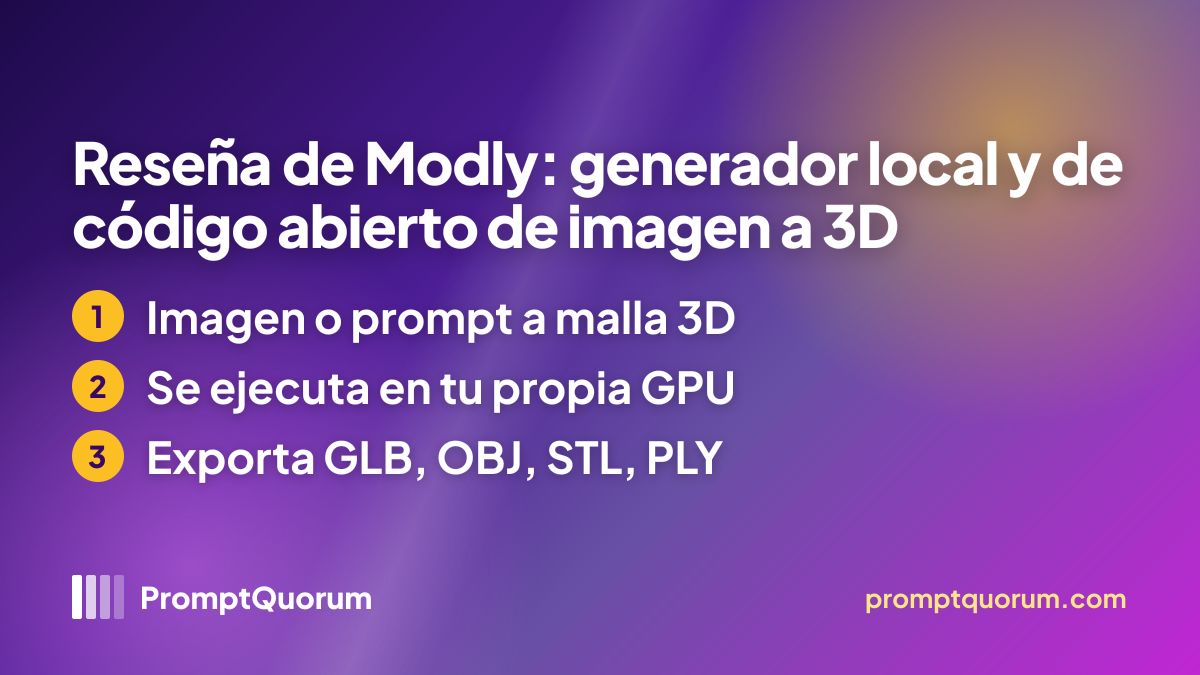 Reseña de Modly: generador local y de
código abierto de imagen a 3D
1 Imagen o prompt a malla 3D
2 Se ejecuta en tu propia GPU
3 Exporta GLB, OBJ, STL, PLY
PromptQuorum
promptquorum.com